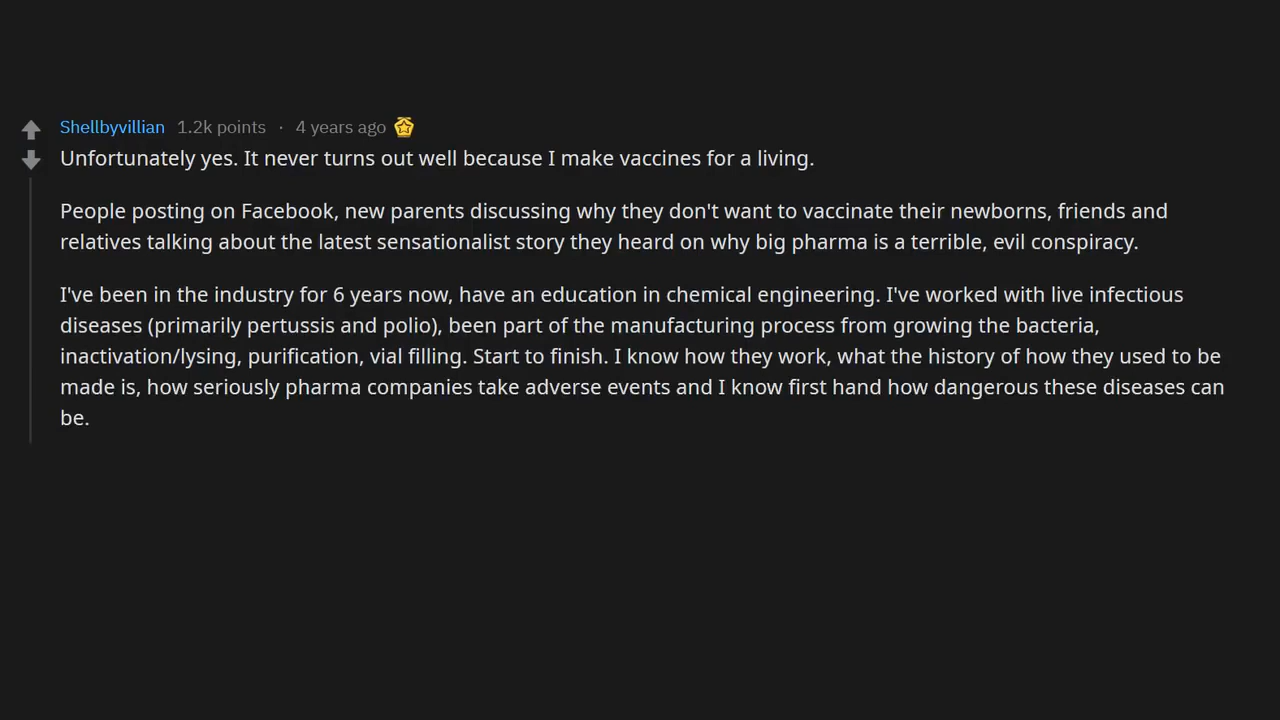 Shellbyvillian 1.2k points · 4 years ago
Unfortunately yes. It never turns out well because I make vaccines for a living.
People posting on Facebook, new parents discussing why they don't want to vaccinate their newborns, friends and
relatives talking about the latest sensationalist story they heard on why big pharma is a terrible, evil conspiracy.
I've been in the industry for 6 years now, have an education in chemical engineering. I've worked with live infectious
diseases (primarily pertussis and polio), been part of the manufacturing process from growing the bacteria,
inactivation/lysing, purification, vial filling. Start to finish. I know how they work, what the history of how they used to be
made is, how seriously pharma companies take adverse events and I know first hand how dangerous these diseases can
be.